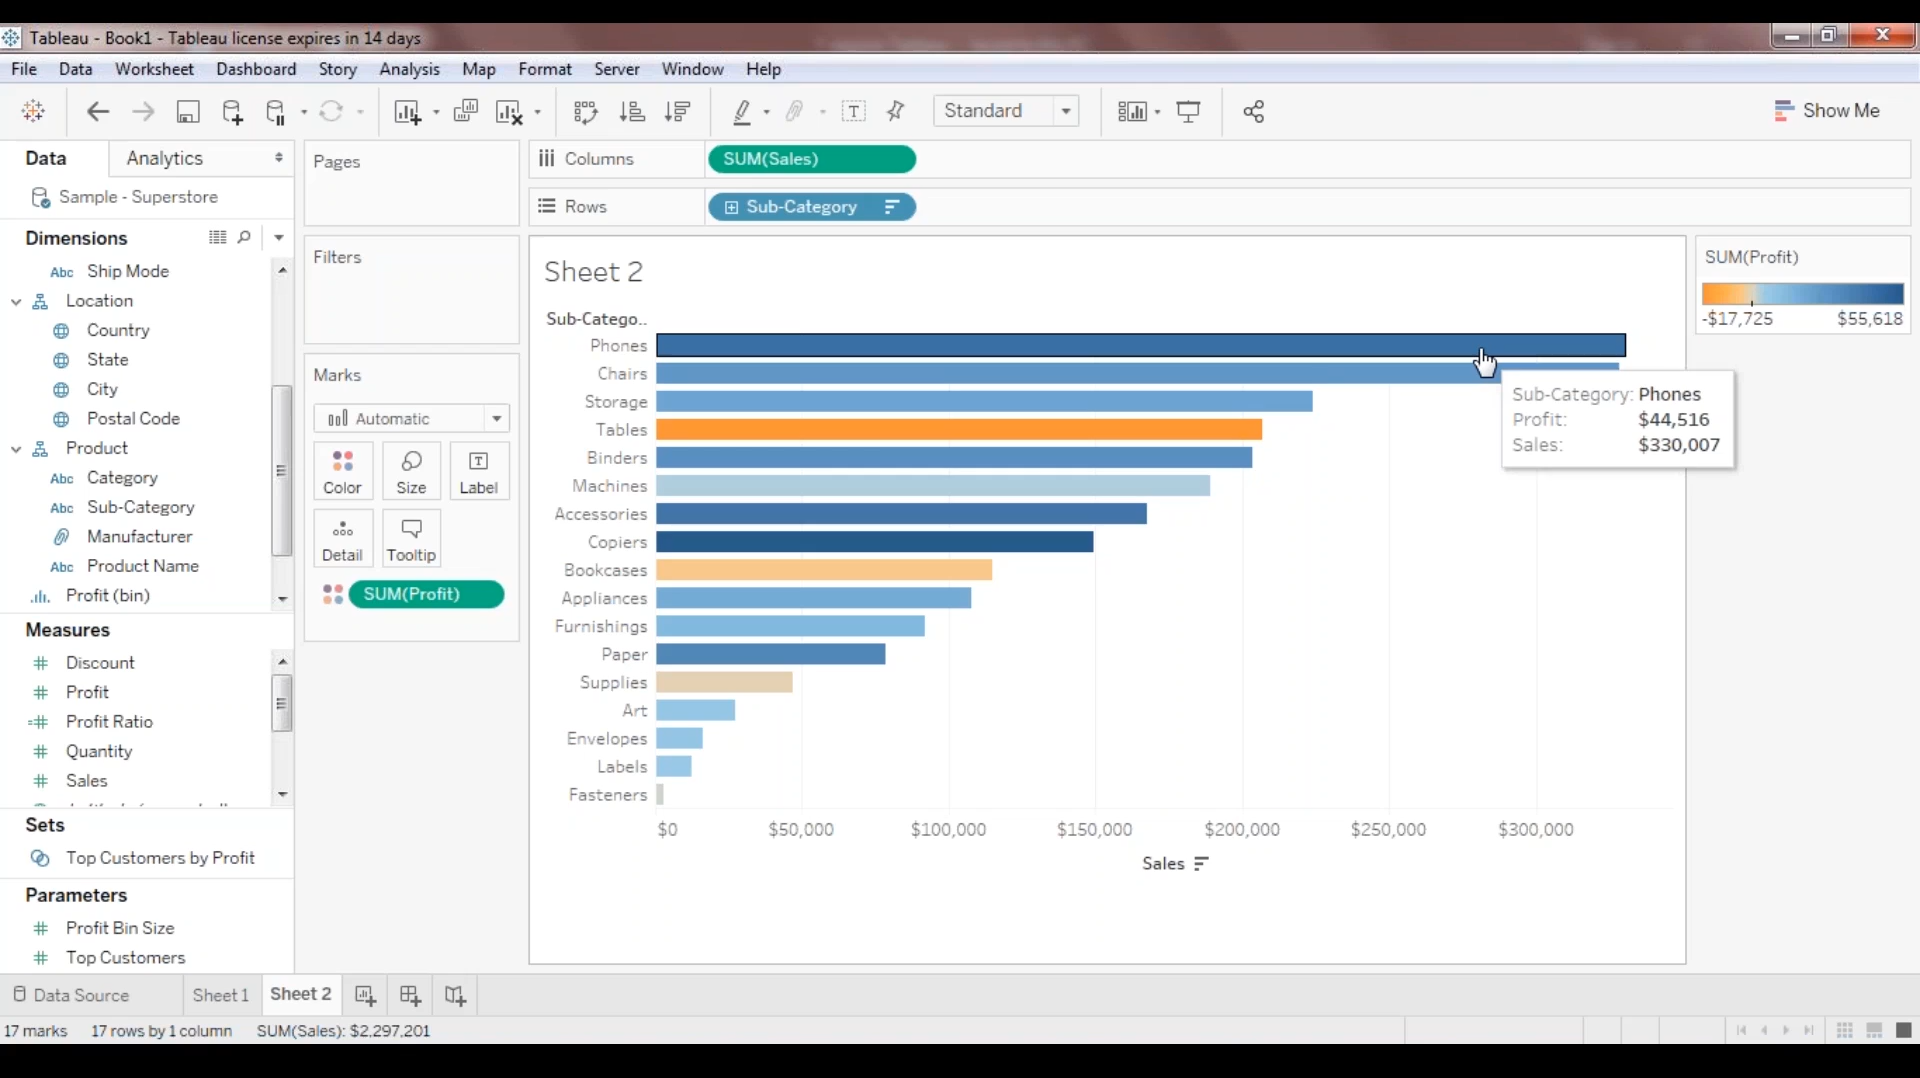 Tableau - Book1 - Tableau license expires in 14 days
File Data Worksheet Dashboard Story Analysis Map Format Server Window Help
Standard
Show Me
Data
Analytics
Sample - Superstore
Dimensions
Abc Ship Mode
Location
Country
State
City
Postal Code
Product
Abc Category
Abc Sub-Category
Manufacturer
Abc Product Name
Profit (bin)
Measures
# Discount
# Profit
=# Profit Ratio
# Quantity
# Sales
Sets
Top Customers by Profit
Parameters
# Profit Bin Size
# Top Customers
Pages
Filters
Marks
Automatic
Color Size Label
Detail Tooltip
SUM(Profit)
Columns SUM(Sales)
Rows Sub-Category
Sheet 2
Sub-Catego..
Phones
Chairs
Storage
Tables
Binders
Machines
Accessories
Copiers
Bookcases
Appliances
Furnishings
Paper
Supplies
Art
Envelopes
Labels
Fasteners
$0 $50,000 $100,000 $150,000 $200,000 $250,000 $300,000
Sales
Sub-Category: Phones
Profit: $44,516
Sales: $330,007
SUM(Profit)
-$17,725 $55,618
Data Source Sheet 1 Sheet 2
17 marks 17 rows by 1 column SUM(Sales): $2,297,201